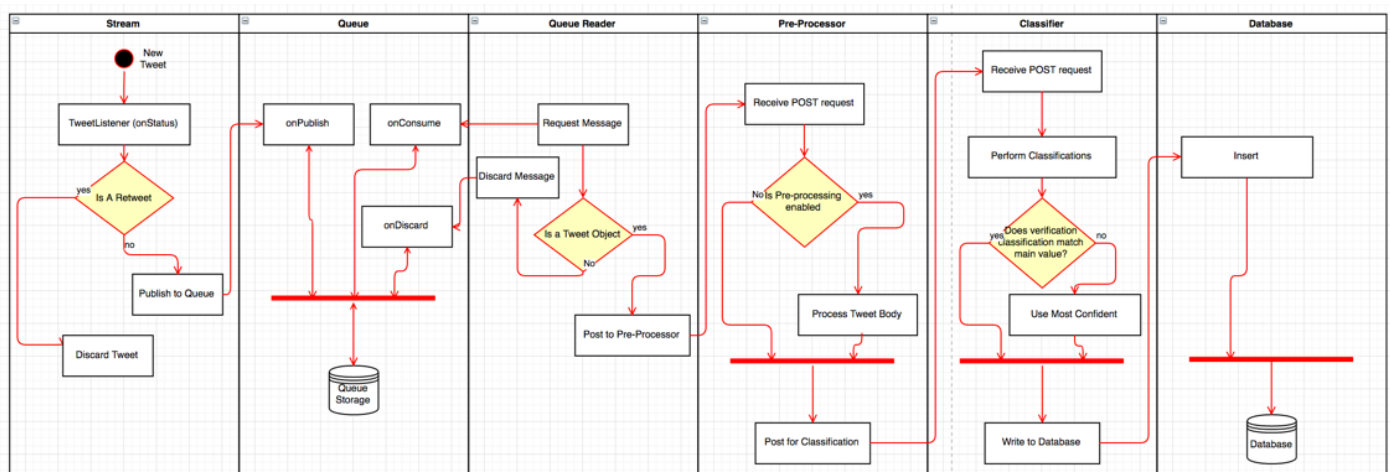 Stream
Queue
Queue Reader
Pre-Processor
Classifier
Database
New
Tweet
TweetListener (onStatus)
yes
Is A Retweet
no
Publish to Queue
Discard Tweet
onPublish
onConsume
onDiscard
Queue
Storage
Request Message
Discard Message
Is a Tweet Object
yes
No
Post to Pre-Processor
Receive POST request
No
Is Pre-processing
enabled
yes
Process Tweet Body
Post for Classification
Receive POST request
Perform Classifications
yes
Does verification
classification match
main value?
no
Use Most Confident
Write to Database
Insert
Database